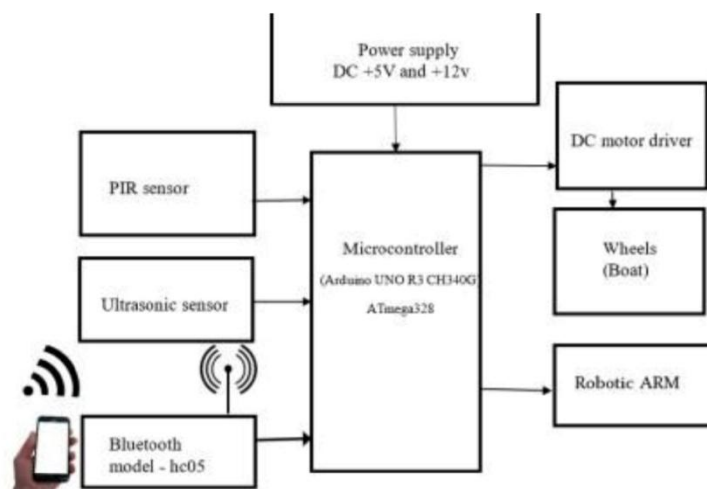 Power supply
DC +5V and +12v
DC motor driver
PIR sensor
Microcontroller
(Arduino UNO R3 CH340G)
ATmega328
Wheels
(Boat)
Ultrasonic sensor
Robotic ARM
Bluetooth
model - hc05